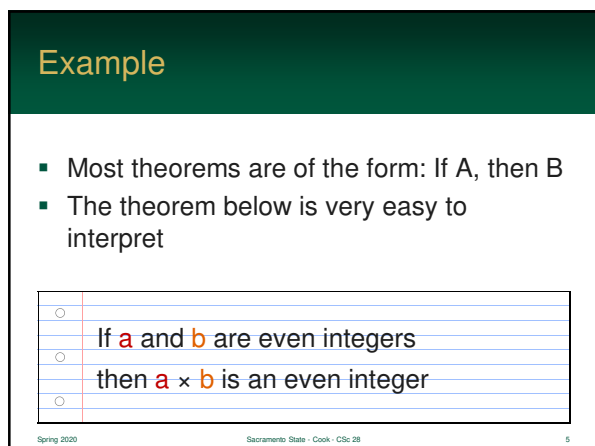 Example
▪ Most theorems are of the form: If A, then B
▪ The theorem below is very easy to
interpret
If a and b are even integers
then a × b is an even integer
Spring 2020 Sacramento State - Cook - CSc 28 5